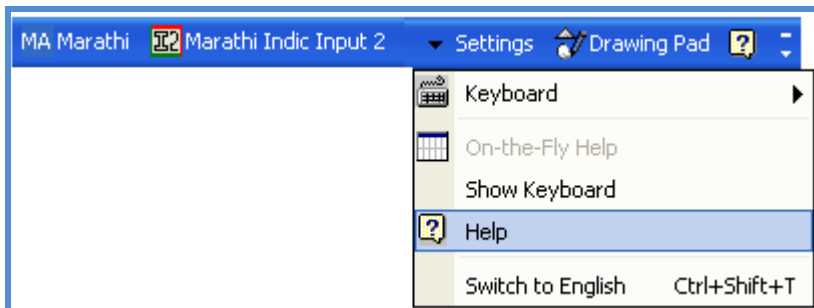 MA Marathi Marathi Indic Input 2 Settings Drawing Pad
Keyboard
On-the-Fly Help
Show Keyboard
Help
Switch to English Ctrl+Shift+T